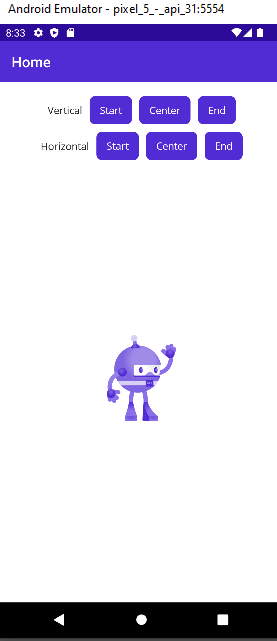 Android Emulator - pixel_5_-_api_31:5554
8:33
Home
Vertical Start Center End
Horizontal Start Center End